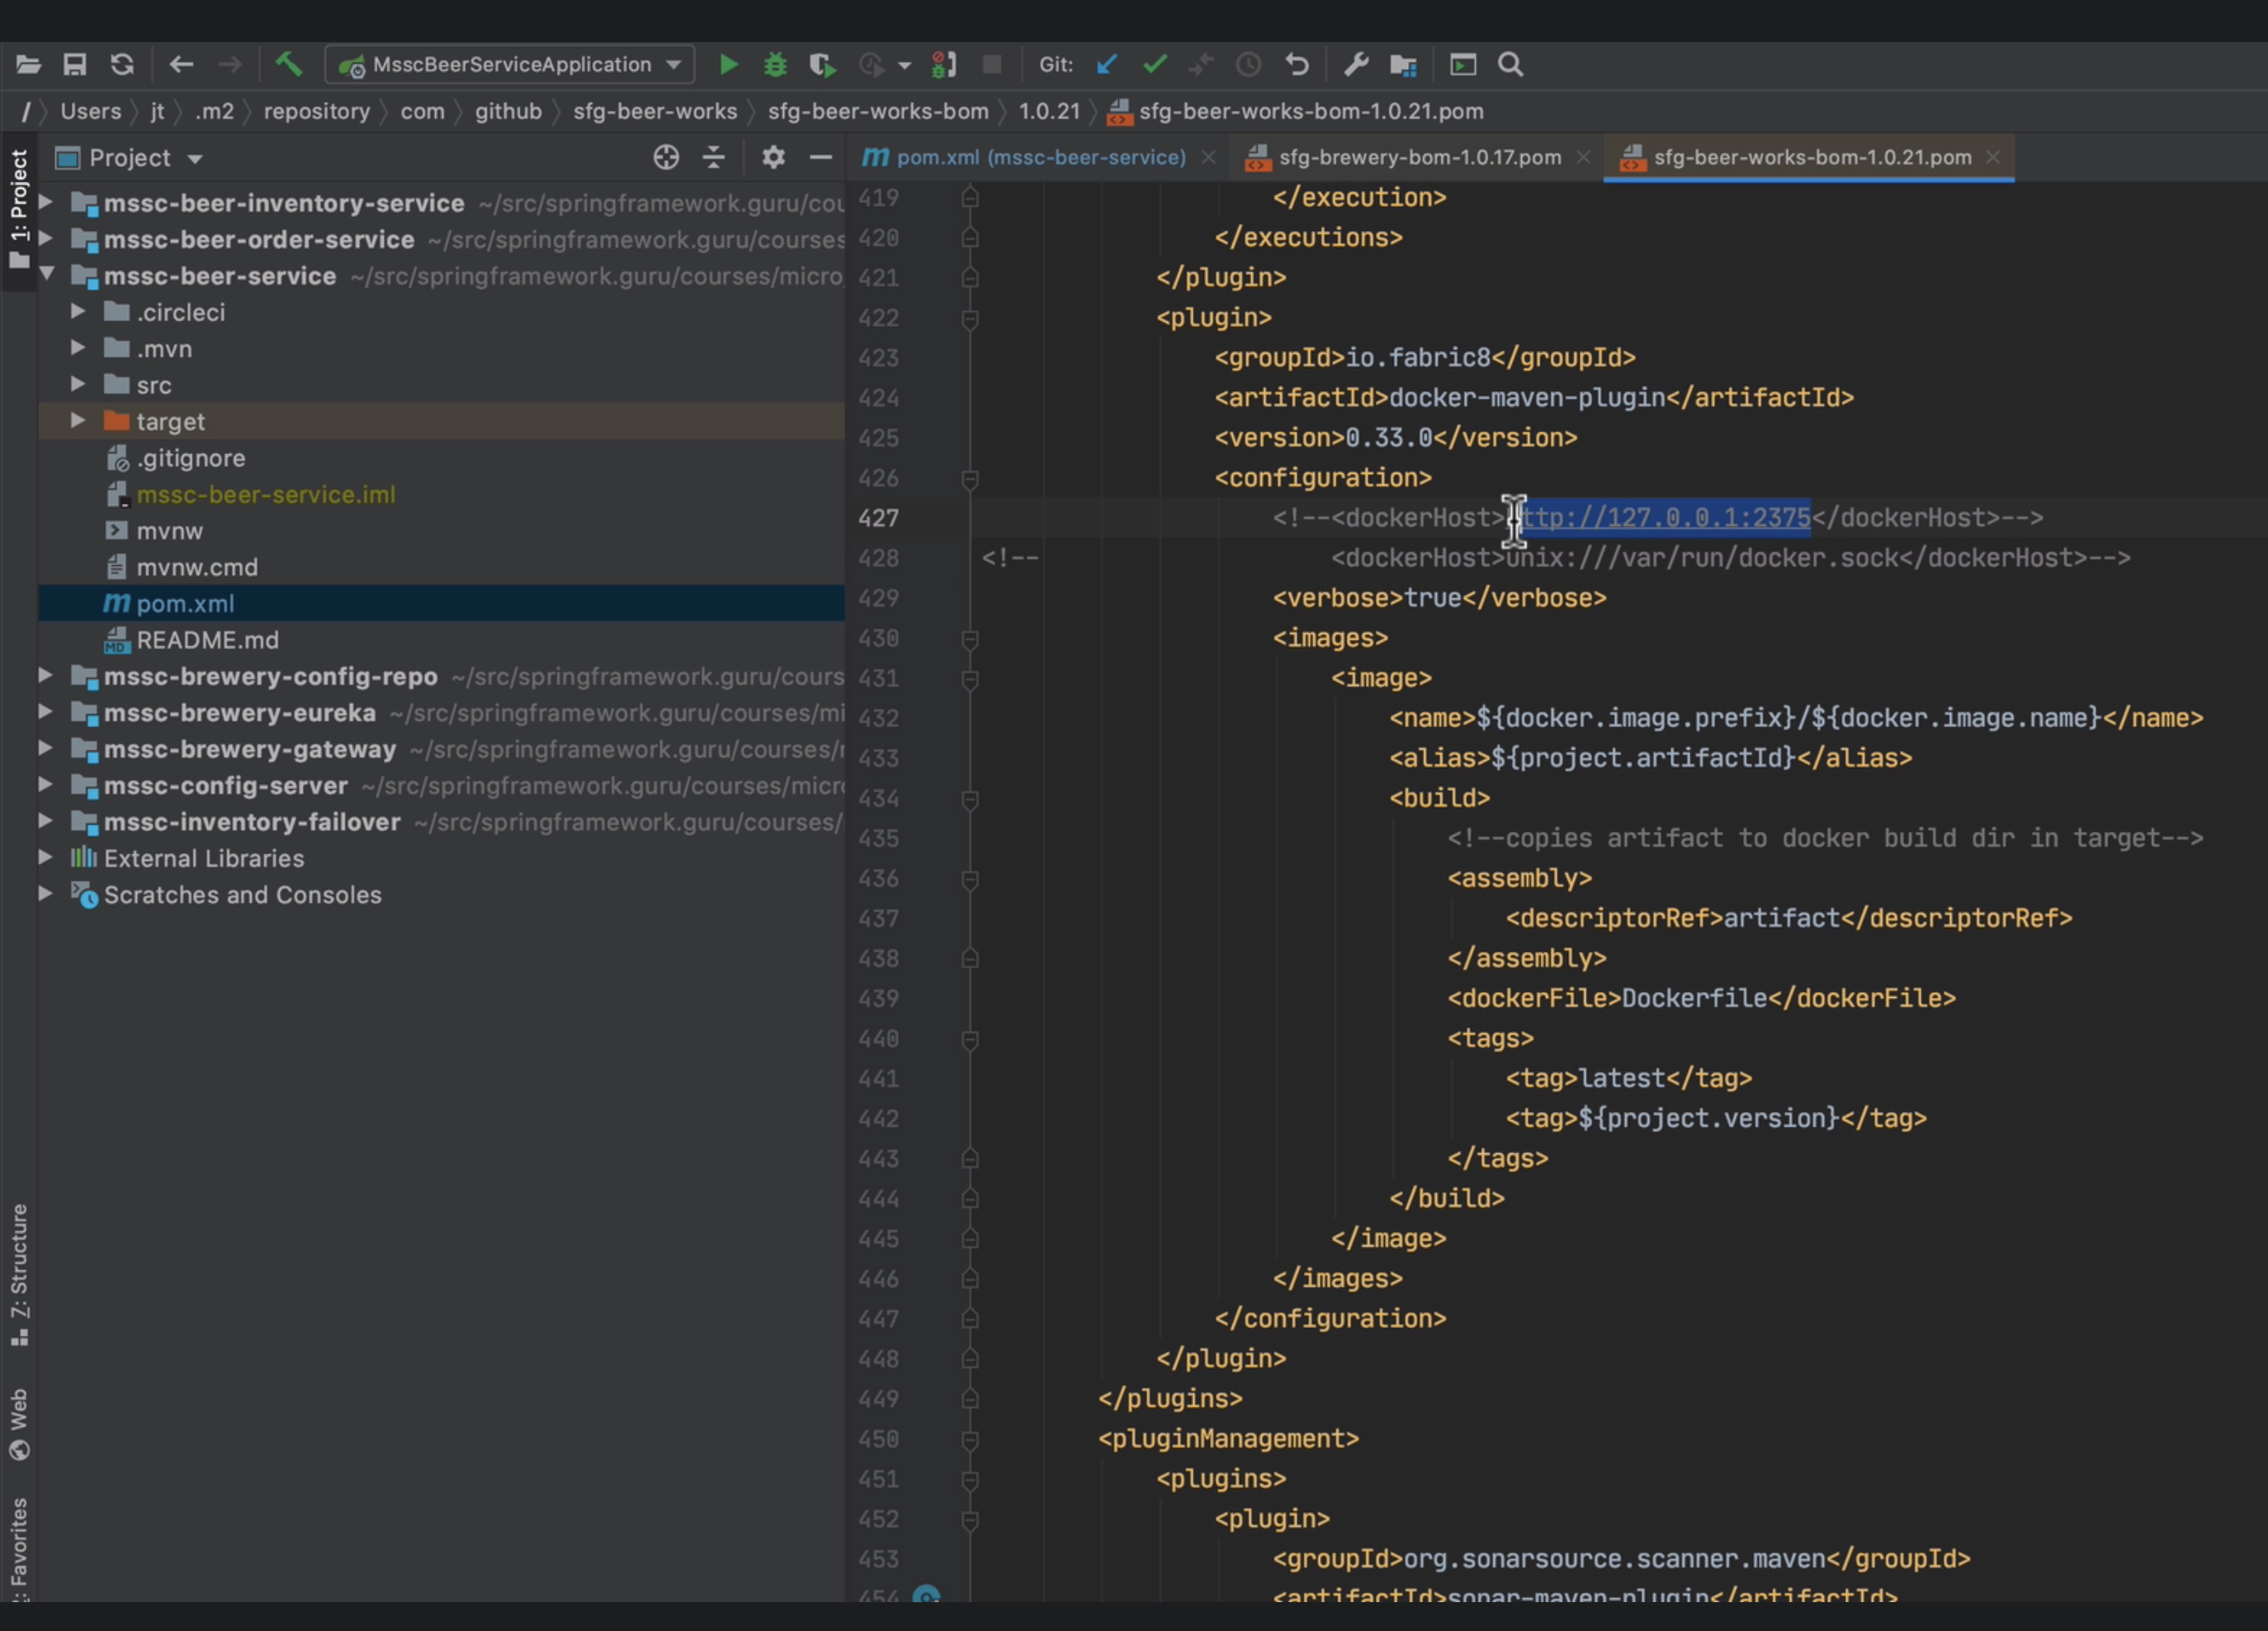 MsscBeerServiceApplication
Git:
/ Users jt .m2 repository com github sfg-beer-works sfg-beer-works-bom 1.0.21 sfg-beer-works-bom-1.0.21.pom
1: Project
Project
pom.xml (mssc-beer-service)
sfg-brewery-bom-1.0.17.pom
sfg-beer-works-bom-1.0.21.pom
mssc-beer-inventory-service ~/src/springframework.guru/cou
mssc-beer-order-service ~/src/springframework.guru/courses
mssc-beer-service ~/src/springframework.guru/courses/micro
.circleci
.mvn
src
target
.gitignore
mssc-beer-service.iml
mvnw
mvnw.cmd
pom.xml
README.md
mssc-brewery-config-repo ~/src/springframework.guru/cours
mssc-brewery-eureka ~/src/springframework.guru/courses/mi
mssc-brewery-gateway ~/src/springframework.guru/courses/
mssc-config-server ~/src/springframework.guru/courses/micr
mssc-inventory-failover ~/src/springframework.guru/courses/
External Libraries
Scratches and Consoles
Z: Structure
Web
Favorites
419 </execution>
420 </executions>
421 </plugin>
422 <plugin>
423 <groupId>io.fabric8</groupId>
424 <artifactId>docker-maven-plugin</artifactId>
425 <version>0.33.0</version>
426 <configuration>
427 <!--<dockerHost>http://127.0.0.1:2375</dockerHost>-->
428 <!-- <dockerHost>unix:///var/run/docker.sock</dockerHost>-->
429 <verbose>true</verbose>
430 <images>
431 <image>
432 <name>${docker.image.prefix}/${docker.image.name}</name>
433 <alias>${project.artifactId}</alias>
434 <build>
435 <!--copies artifact to docker build dir in target-->
436 <assembly>
437 <descriptorRef>artifact</descriptorRef>
438 </assembly>
439 <dockerFile>Dockerfile</dockerFile>
440 <tags>
441 <tag>latest</tag>
442 <tag>${project.version}</tag>
443 </tags>
444 </build>
445 </image>
446 </images>
447 </configuration>
448 </plugin>
449 </plugins>
450 <pluginManagement>
451 <plugins>
452 <plugin>
453 <groupId>org.sonarsource.scanner.maven</groupId>
454 <artifactId>sonar-maven-plugin</artifactId>